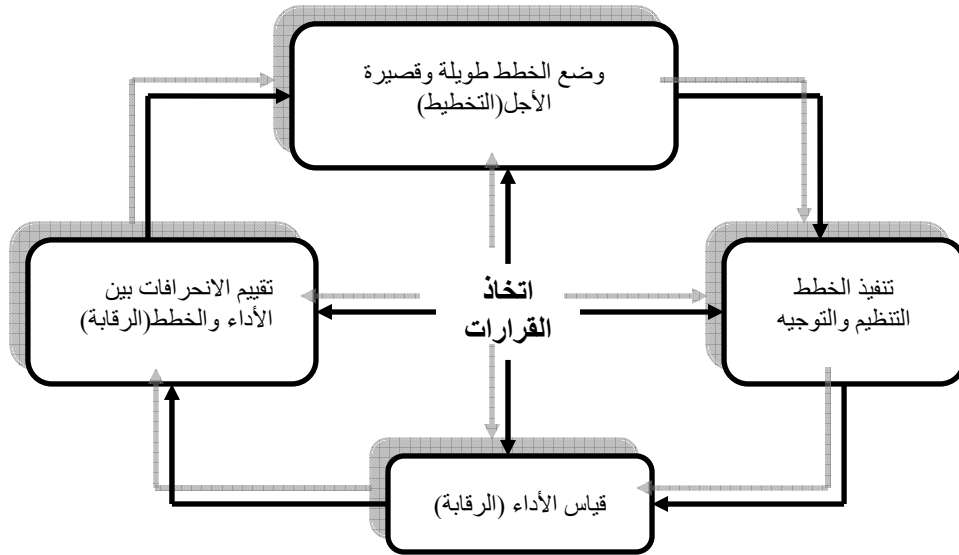 وضع الخطط طويلة وقصيرة
الأجل(التخطيط)
تنفيذ الخطط
التنظيم والتوجيه
اتخاذ
القرارات
تقييم الانحرافات بين
الأداء والخطط(الرقابة)
قياس الأداء (الرقابة)